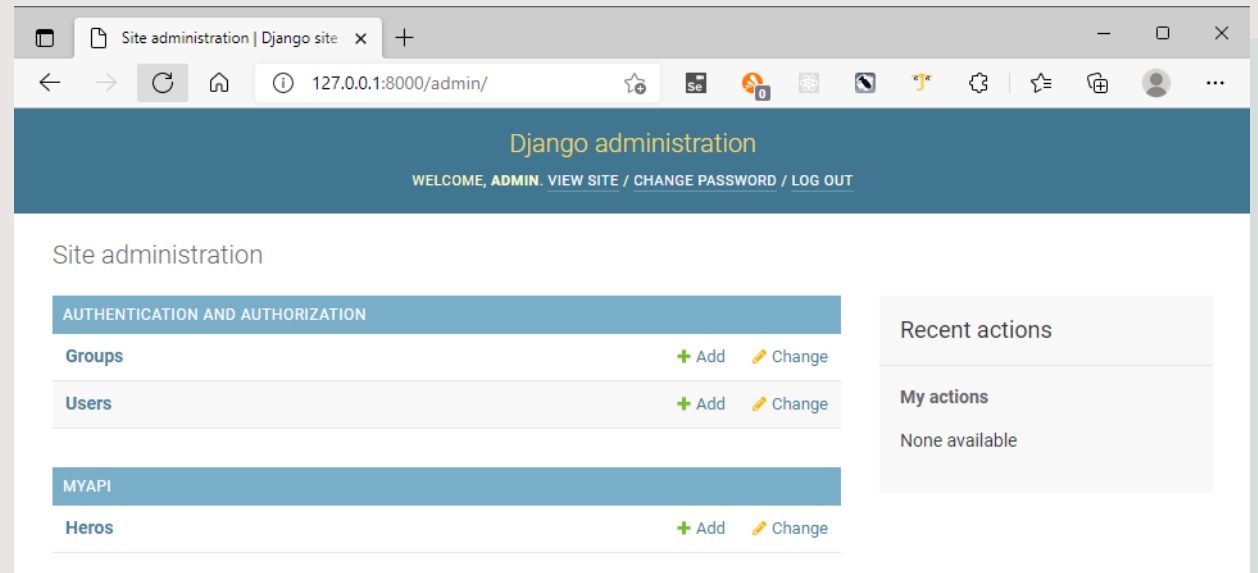 Site administration | Django site
127.0.0.1:8000/admin/
Se
0
Django administration
WELCOME, ADMIN. VIEW SITE / CHANGE PASSWORD / LOG OUT
Site administration
AUTHENTICATION AND AUTHORIZATION
Groups Add Change
Users Add Change
MYAPI
Heros Add Change
Recent actions
My actions
None available